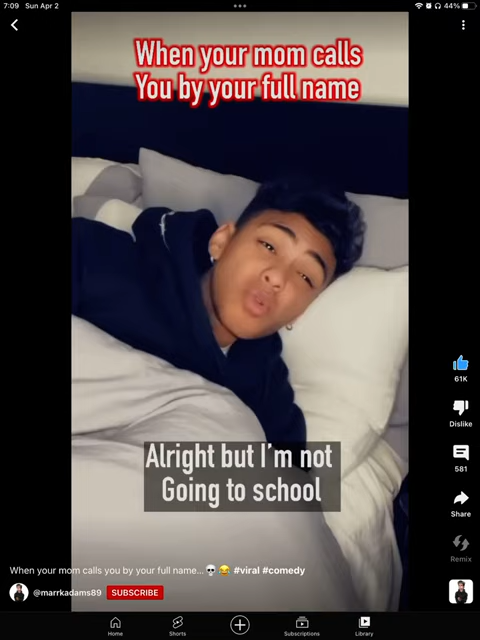 7:09 Sun Apr 2
44%
When your mom calls
You by your full name
Alright but I'm not
Going to school
61K
Dislike
581
Share
Remix
When your mom calls you by your full name...💀😂 #viral #comedy
@marrkadams89 SUBSCRIBE
Home Shorts Subscriptions Library